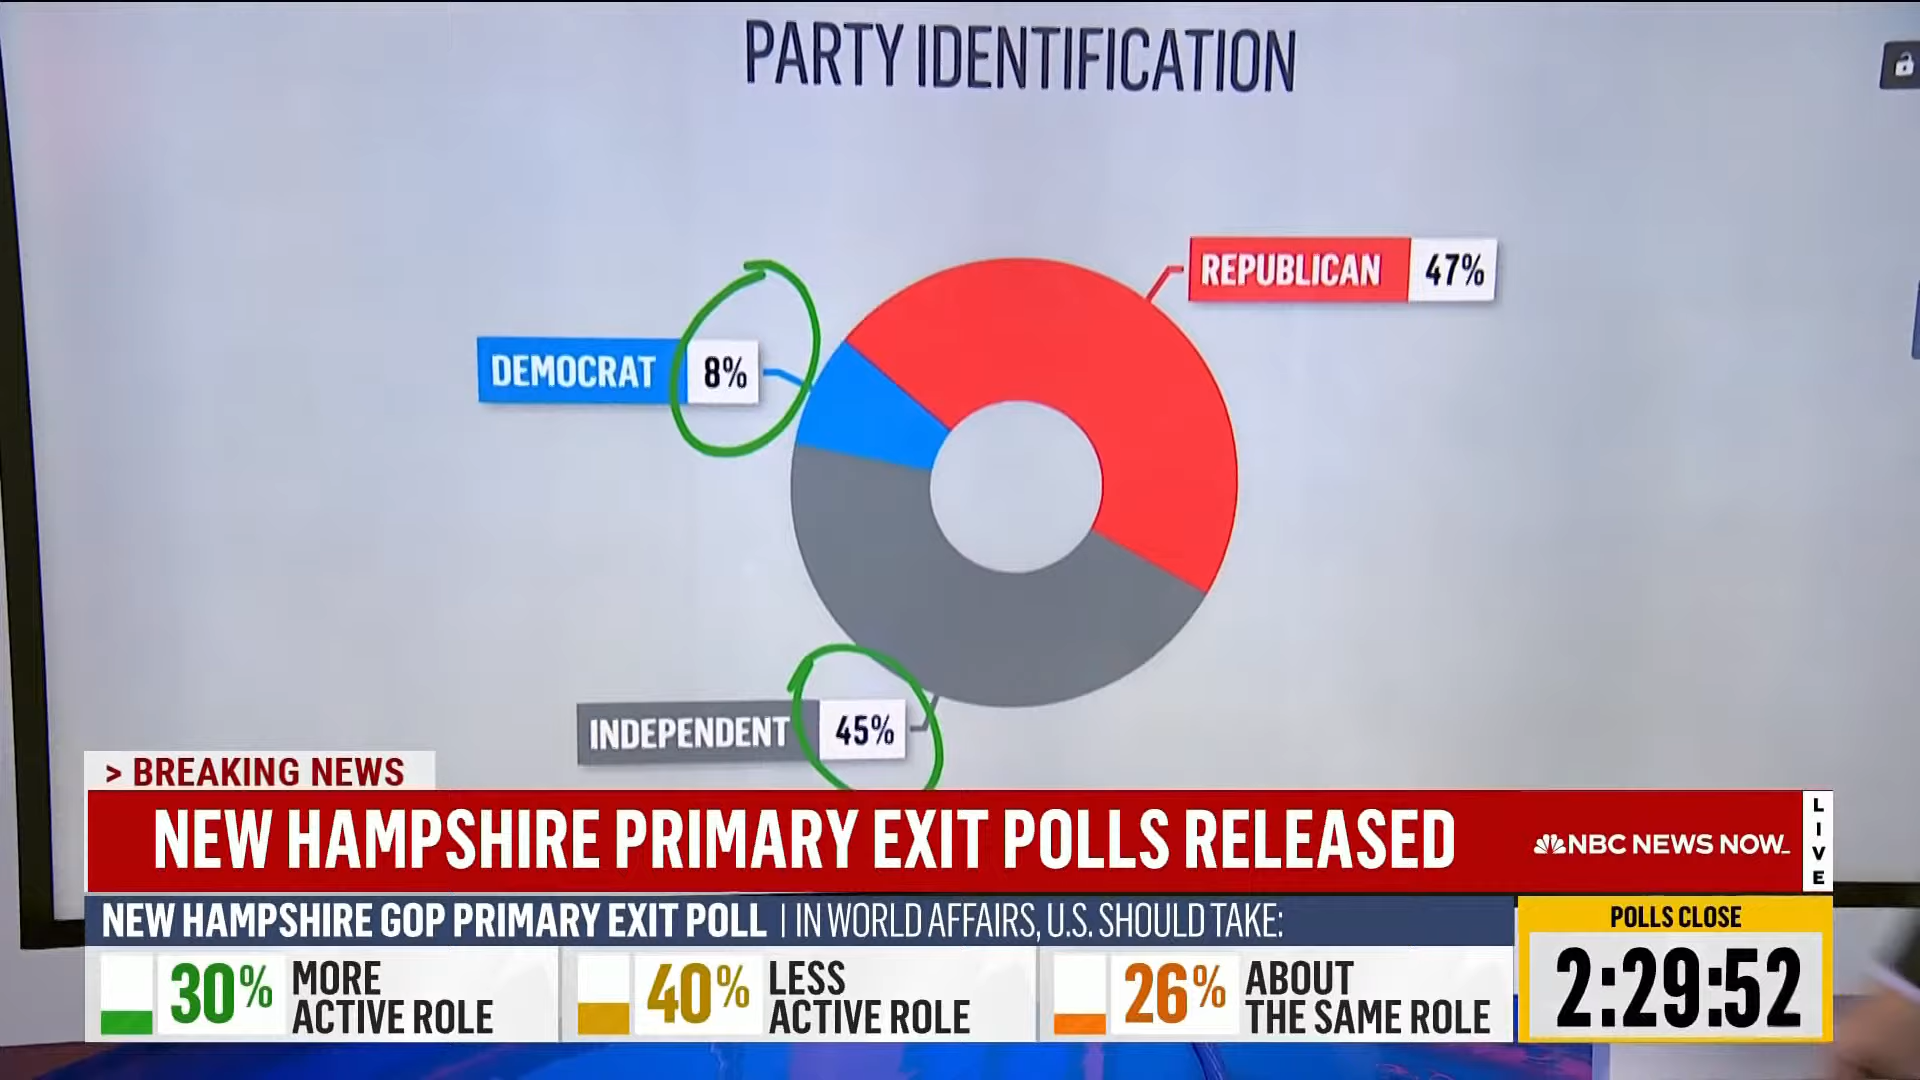 PARTY IDENTIFICATION
REPUBLICAN 47%
DEMOCRAT 8%
INDEPENDENT 45%
> BREAKING NEWS
NEW HAMPSHIRE PRIMARY EXIT POLLS RELEASED
NBC NEWS NOW
LIVE
NEW HAMPSHIRE GOP PRIMARY EXIT POLL | IN WORLD AFFAIRS, U.S. SHOULD TAKE:
30% MORE
ACTIVE ROLE
40% LESS
ACTIVE ROLE
26% ABOUT
THE SAME ROLE
POLLS CLOSE
2:29:52